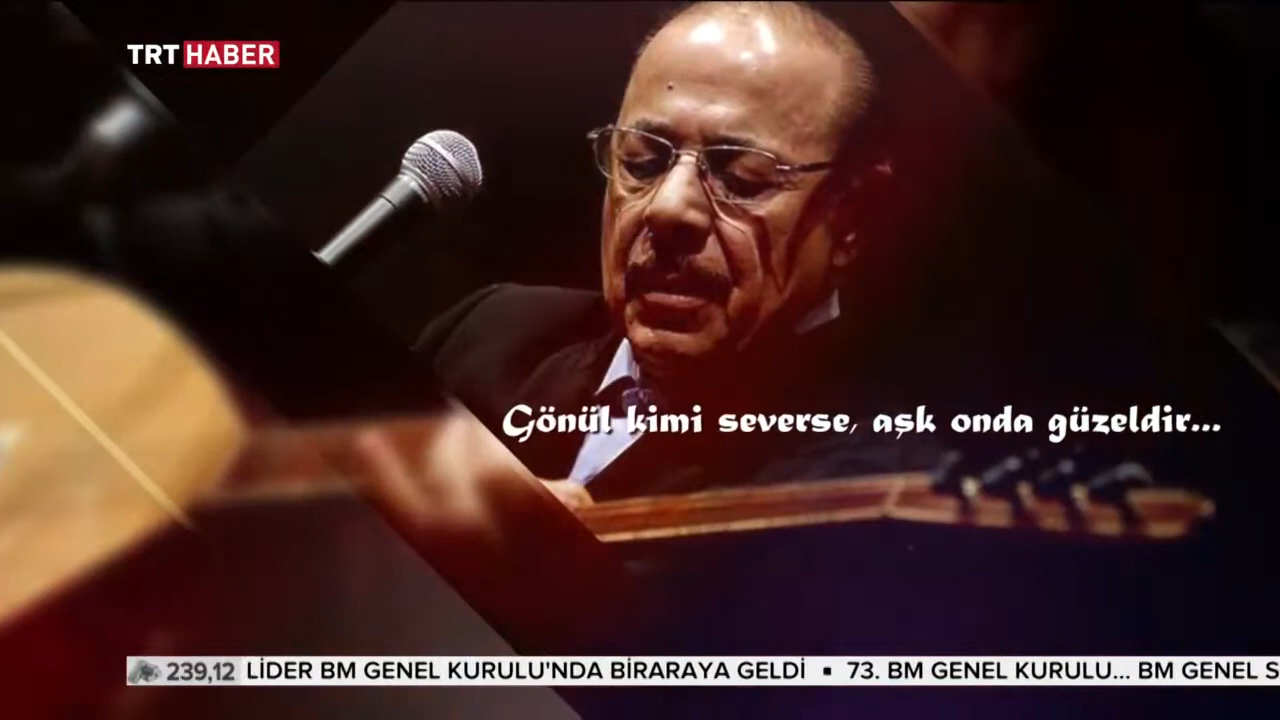 TRT HABER
Gönül kimi severse, aşk onda güzeldir...
239,12 LİDER BM GENEL KURULU'NDA BİRARAYA GELDİ ▪ 73. BM GENEL KURULU... BM GENEL S